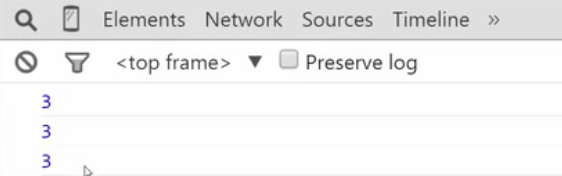 Elements Network Sources Timeline »
<top frame> ▼ Preserve log
3
3
3